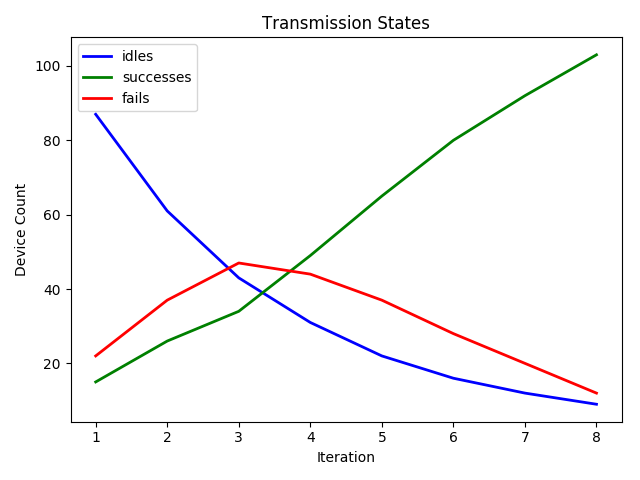 Transmission States
idles
successes
fails
100
80
60
40
20
Device Count
1 2 3 4 5 6 7 8
Iteration